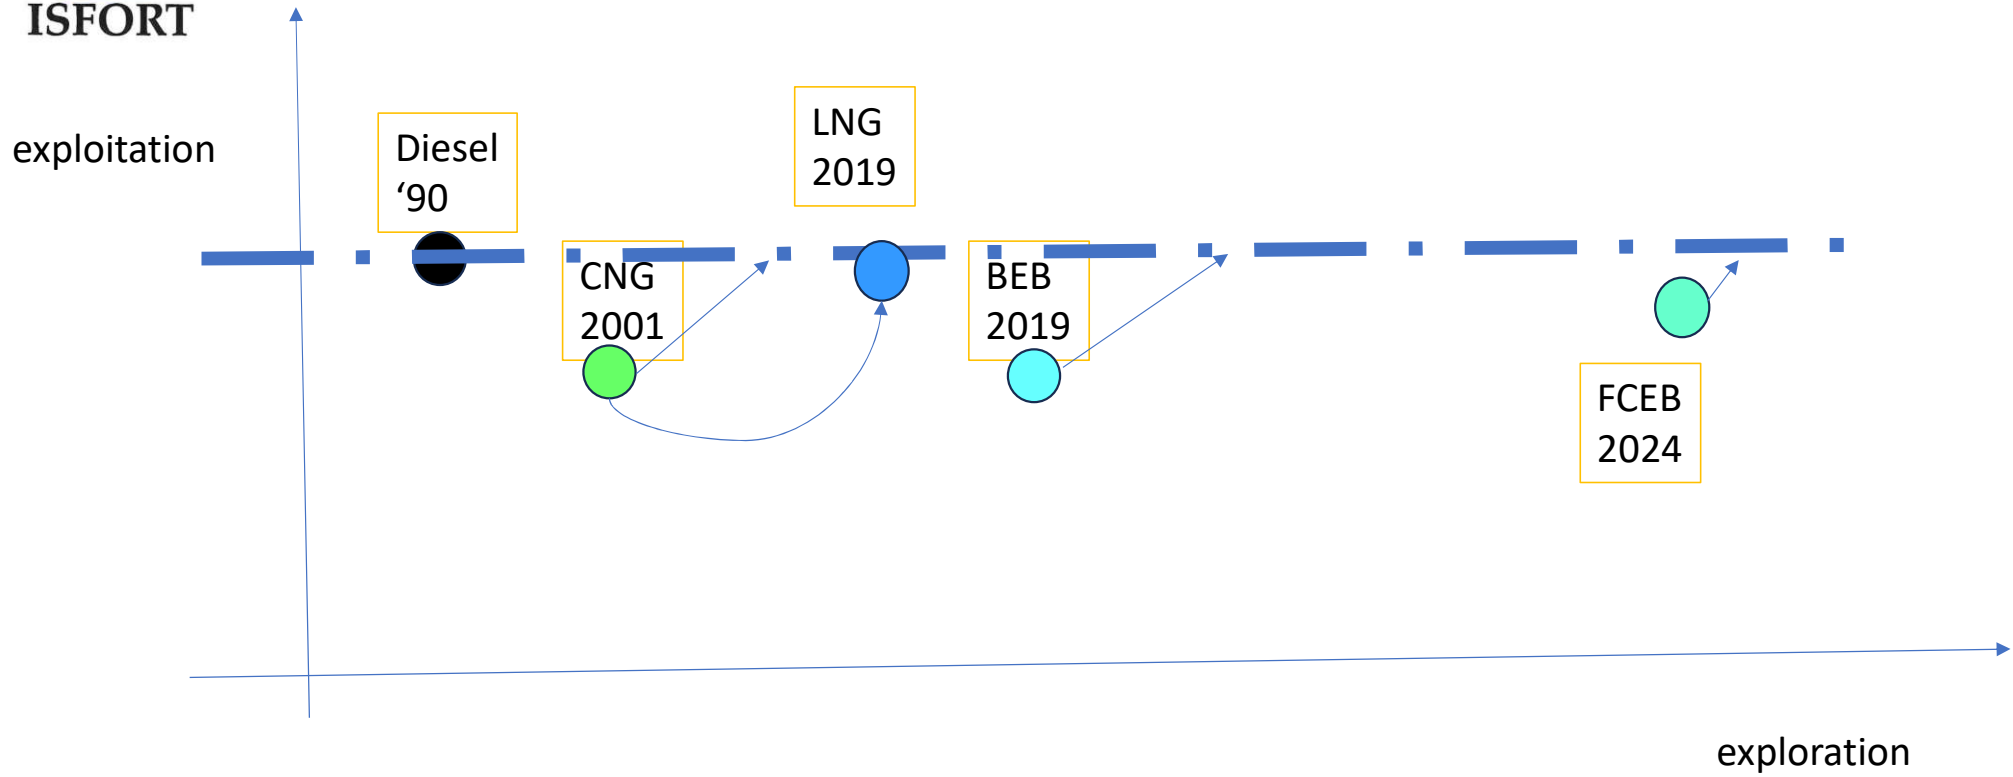 ISFORT
exploitation
Diesel
‘90
CNG
2001
LNG
2019
BEB
2019
FCEB
2024
exploration